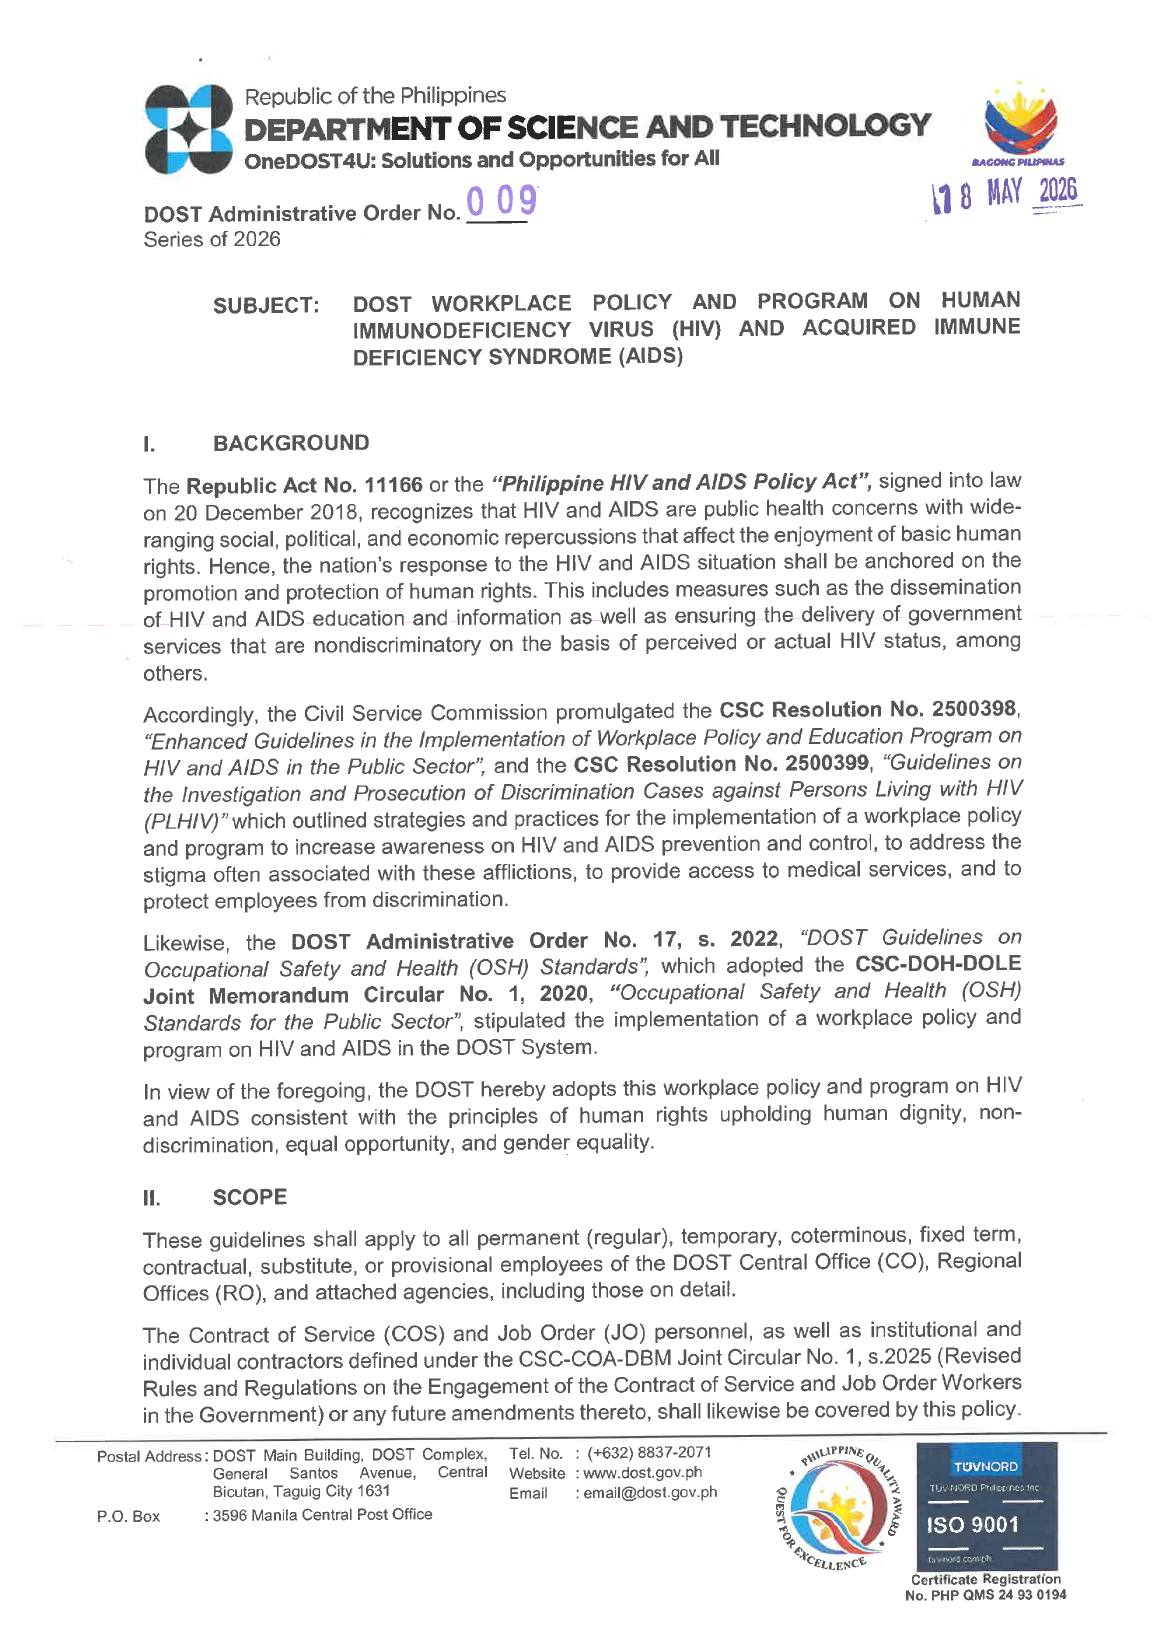 Republic of the Philippines
DEPARTMENT OF SCIENCE AND TECHNOLOGY
OneDOST4U: Solutions and Opportunities for All
BAGONG PILIPINAS
18 MAY 2026
DOST Administrative Order No. 009
Series of 2026
SUBJECT: DOST WORKPLACE POLICY AND PROGRAM ON HUMAN
IMMUNODEFICIENCY VIRUS (HIV) AND ACQUIRED IMMUNE
DEFICIENCY SYNDROME (AIDS)
I. BACKGROUND
The Republic Act No. 11166 or the “Philippine HIV and AIDS Policy Act”, signed into law
on 20 December 2018, recognizes that HIV and AIDS are public health concerns with wide-
ranging social, political, and economic repercussions that affect the enjoyment of basic human
rights. Hence, the nation's response to the HIV and AIDS situation shall be anchored on the
promotion and protection of human rights. This includes measures such as the dissemination
of HIV and AIDS education and information as well as ensuring the delivery of government
services that are nondiscriminatory on the basis of perceived or actual HIV status, among
others.
Accordingly, the Civil Service Commission promulgated the CSC Resolution No. 2500398,
“Enhanced Guidelines in the Implementation of Workplace Policy and Education Program on
HIV and AIDS in the Public Sector”, and the CSC Resolution No. 2500399, “Guidelines on
the Investigation and Prosecution of Discrimination Cases against Persons Living with HIV
(PLHIV)” which outlined strategies and practices for the implementation of a workplace policy
and program to increase awareness on HIV and AIDS prevention and control, to address the
stigma often associated with these afflictions, to provide access to medical services, and to
protect employees from discrimination.
Likewise, the DOST Administrative Order No. 17, s. 2022, “DOST Guidelines on
Occupational Safety and Health (OSH) Standards”, which adopted the CSC-DOH-DOLE
Joint Memorandum Circular No. 1, 2020, “Occupational Safety and Health (OSH)
Standards for the Public Sector”, stipulated the implementation of a workplace policy and
program on HIV and AIDS in the DOST System.
In view of the foregoing, the DOST hereby adopts this workplace policy and program on HIV
and AIDS consistent with the principles of human rights upholding human dignity, non-
discrimination, equal opportunity, and gender equality.
II. SCOPE
These guidelines shall apply to all permanent (regular), temporary, coterminous, fixed term,
contractual, substitute, or provisional employees of the DOST Central Office (CO), Regional
Offices (RO), and attached agencies, including those on detail.
The Contract of Service (COS) and Job Order (JO) personnel, as well as institutional and
individual contractors defined under the CSC-COA-DBM Joint Circular No. 1, s.2025 (Revised
Rules and Regulations on the Engagement of the Contract of Service and Job Order Workers
in the Government) or any future amendments thereto, shall likewise be covered by this policy.
Postal Address : DOST Main Building, DOST Complex,
General Santos Avenue, Central
Bicutan, Taguig City 1631
P.O. Box : 3596 Manila Central Post Office
Tel. No. : (+632) 8837-2071
Website : www.dost.gov.ph
Email : email@dost.gov.ph
PHILIPPINE QUALITY AWARD
QUEST FOR EXCELLENCE
TÜVNORD
TÜV NORD Philippines Inc
ISO 9001
tuvnord.com/ph
Certificate Registration
No. PHP QMS 24 93 0194